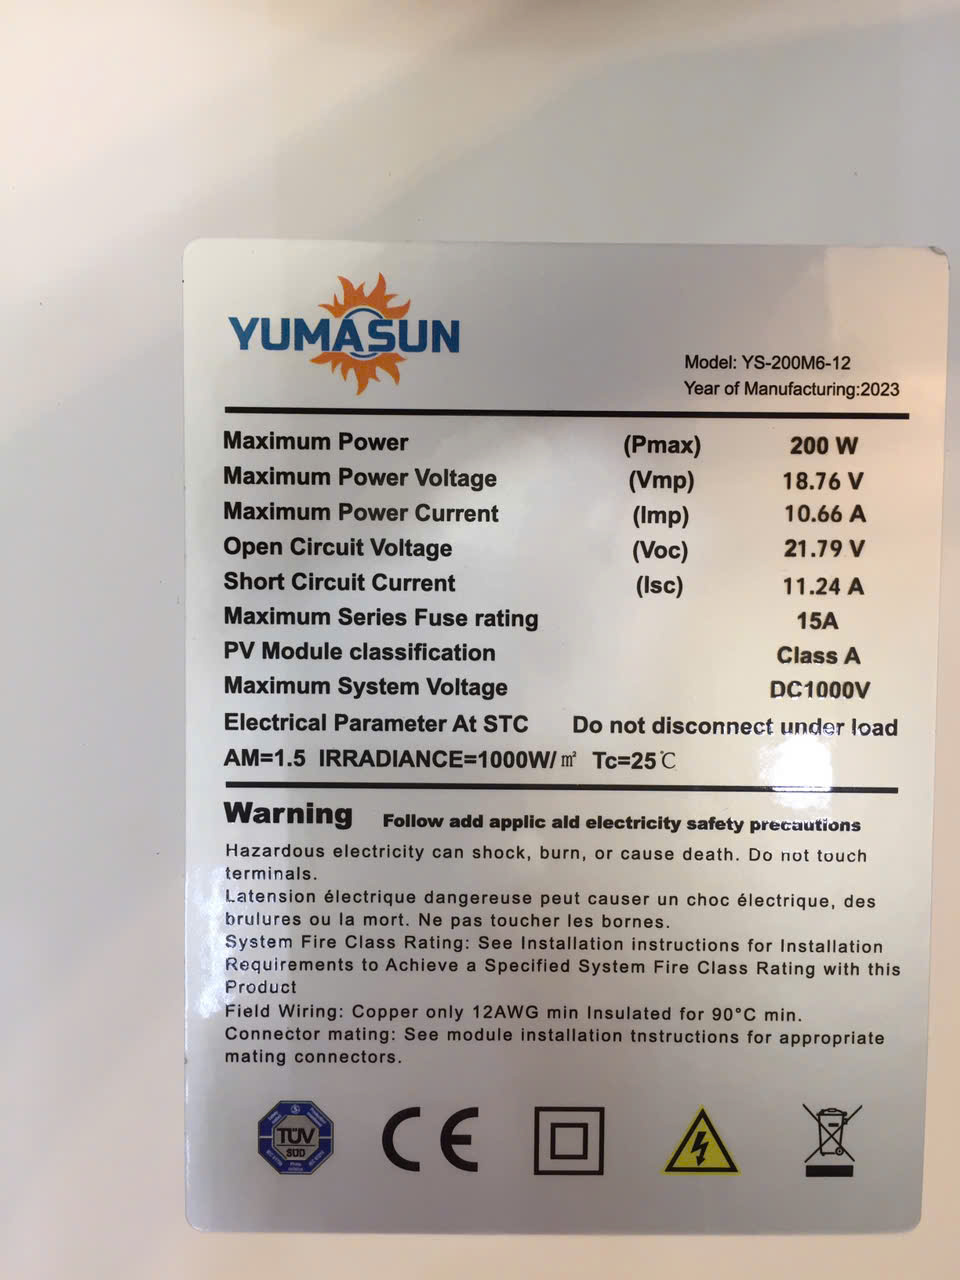 YUMASUN
Model: YS-200M6-12
Year of Manufacturing:2023
Maximum Power (Pmax) 200 W
Maximum Power Voltage (Vmp) 18.76 V
Maximum Power Current (Imp) 10.66 A
Open Circuit Voltage (Voc) 21.79 V
Short Circuit Current (Isc) 11.24 A
Maximum Series Fuse rating 15A
PV Module classification Class A
Maximum System Voltage DC1000V
Electrical Parameter At STC Do not disconnect under load
AM=1.5 IRRADIANCE=1000W/㎡ Tc=25℃
Warning Follow add applic ald electricity safety precautions
Hazardous electricity can shock, burn, or cause death. Do not touch
terminals.
Latension électrique dangereuse peut causer un choc électrique, des
brulures ou la mort. Ne pas toucher les bornes.
System Fire Class Rating: See Installation instructions for Installation
Requirements to Achieve a Specified System Fire Class Rating with this
Product
Field Wiring: Copper only 12AWG min Insulated for 90°C min.
Connector mating: See module installation tnstructions for appropriate
mating connectors.
TÜV
SÜD
CE